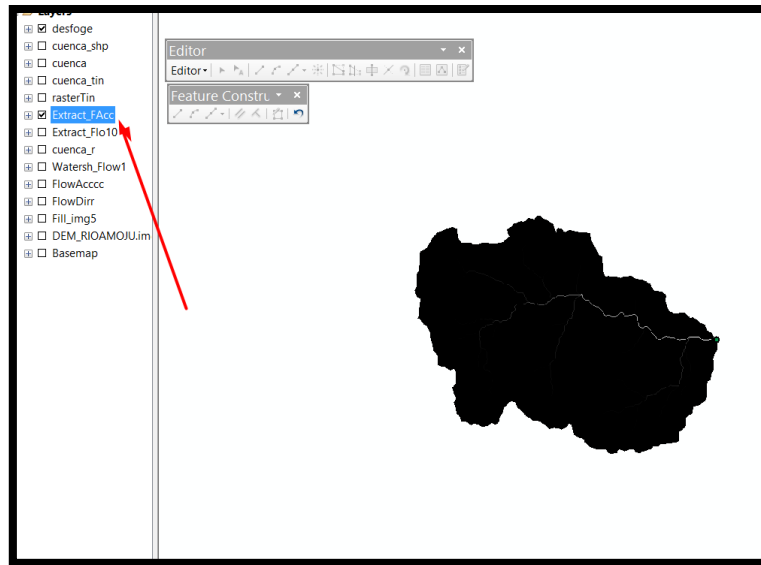 Layers
desfoge
cuenca_shp
cuenca
cuenca_tin
rasterTin
Extract_FAcc
Extract_Flo10
cuenca_r
Watersh_Flow1
FlowAcccc
FlowDirr
Fill_img5
DEM_RIOAMOJU.im
Basemap
Editor
Editor
Feature Constru